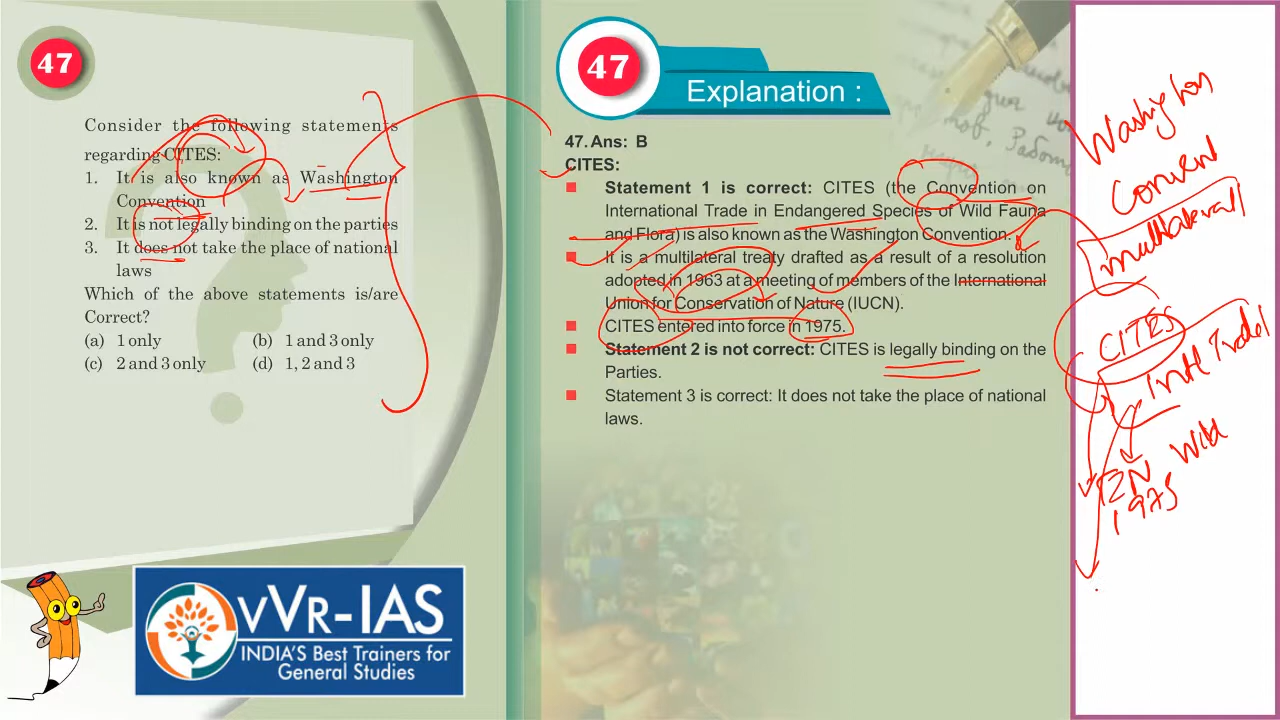 47
Consider the following statements
regarding CITES:
1. It is also known as Washington
Convention
2. It is not legally binding on the parties
3. It does not take the place of national
laws
Which of the above statements is/are
Correct?
(a) 1 only (b) 1 and 3 only
(c) 2 and 3 only (d) 1, 2 and 3
vVr-IAS
INDIA'S Best Trainers for
General Studies
47
Explanation :
47. Ans: B
CITES:
Statement 1 is correct: CITES (the Convention on
International Trade in Endangered Species of Wild Fauna
and Flora) is also known as the Washington Convention.
It is a multilateral treaty drafted as a result of a resolution
adopted in 1963 at a meeting of members of the International
Union for Conservation of Nature (IUCN).
CITES entered into force in 1975.
Statement 2 is not correct: CITES is legally binding on the
Parties.
Statement 3 is correct: It does not take the place of national
laws.
Washington
Convent
multilateral
CITES
intl Trade
Wild
1975